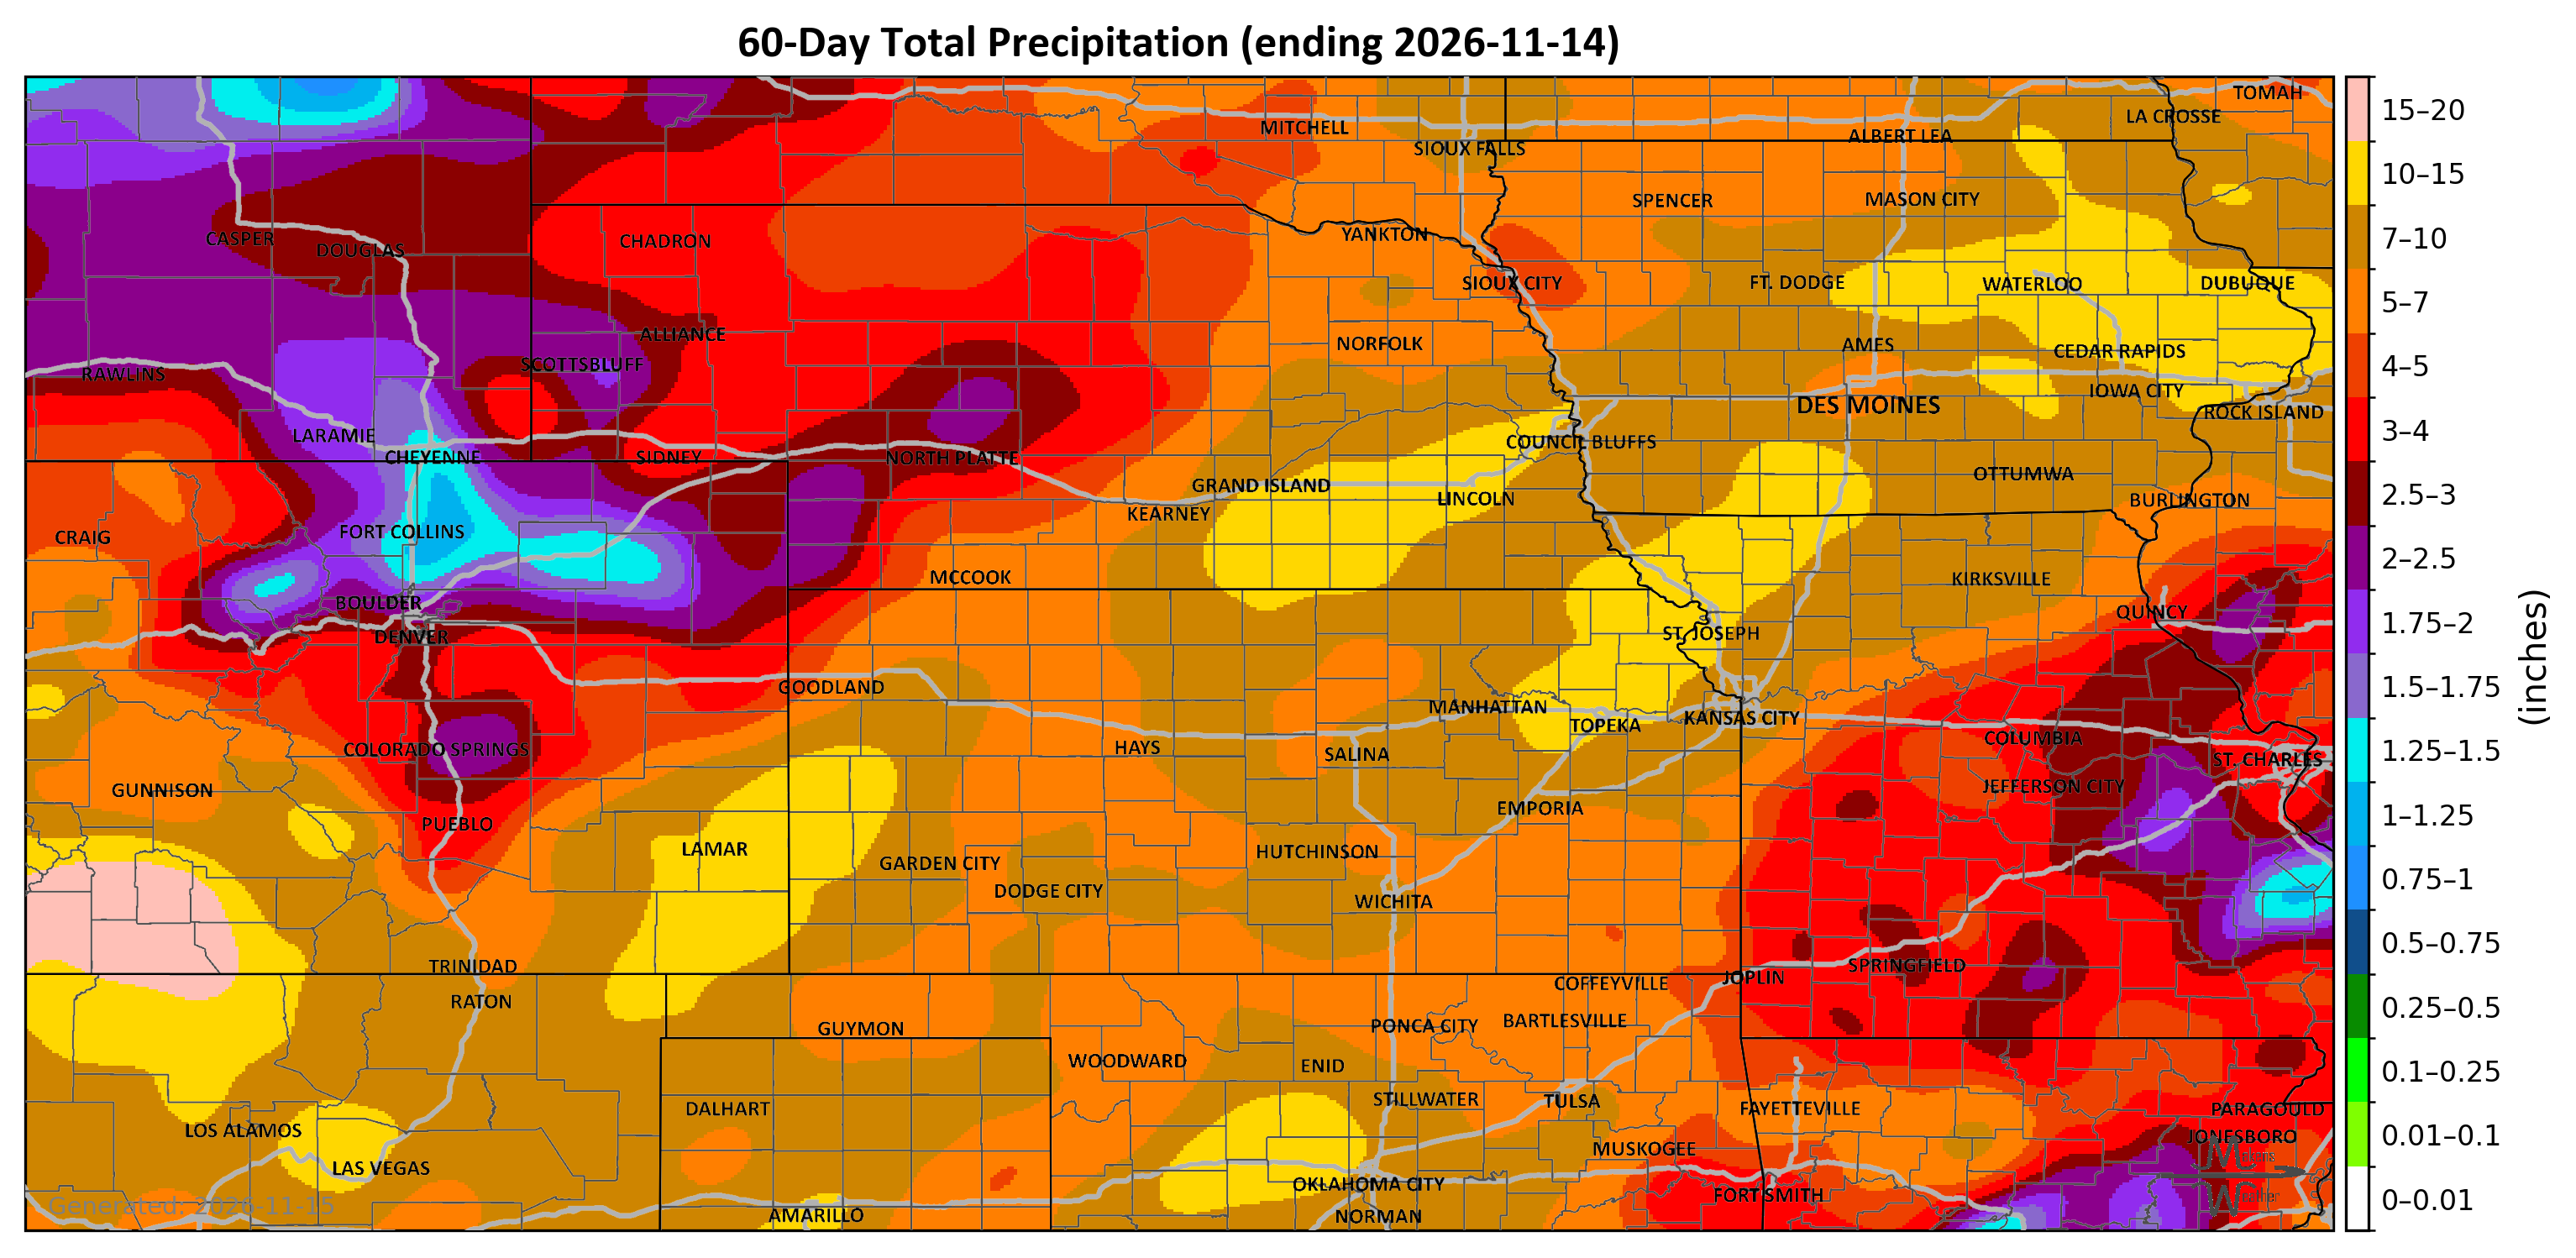 60-Day Total Precipitation (ending 2026-11-14)
TOMAH
LA CROSSE
MITCHELL
ALBERT LEA
SIOUX FALLS
SPENCER
MASON CITY
YANKTON
CASPER
DOUGLAS
CHADRON
SIOUX CITY
FT. DODGE
WATERLOO
DUBUQUE
ALLIANCE
NORFOLK
AMES
CEDAR RAPIDS
SCOTTSBLUFF
RAWLINS
IOWA CITY
DES MOINES
ROCK ISLAND
LARAMIE
COUNCIL BLUFFS
CHEYENNE
SIDNEY
NORTH PLATTE
OTTUMWA
GRAND ISLAND
LINCOLN
BURLINGTON
KEARNEY
CRAIG
FORT COLLINS
MCCOOK
KIRKSVILLE
BOULDER
QUINCY
DENVER
ST. JOSEPH
GOODLAND
MANHATTAN
TOPEKA
KANSAS CITY
COLUMBIA
COLORADO SPRINGS
HAYS
SALINA
ST. CHARLES
GUNNISON
JEFFERSON CITY
EMPORIA
PUEBLO
LAMAR
HUTCHINSON
GARDEN CITY
DODGE CITY
WICHITA
TRINIDAD
SPRINGFIELD
JOPLIN
COFFEYVILLE
RATON
GUYMON
PONCA CITY
BARTLESVILLE
WOODWARD
ENID
STILLWATER
TULSA
DALHART
FAYETTEVILLE
PARAGOULD
LOS ALAMOS
JONESBORO
MUSKOGEE
LAS VEGAS
OKLAHOMA CITY
FORT SMITH
AMARILLO
NORMAN
Generated: 2026-11-15
15–20
10–15
7–10
5–7
4–5
3–4
2.5–3
2–2.5
1.75–2
1.5–1.75
1.25–1.5
1–1.25
0.75–1
0.5–0.75
0.25–0.5
0.1–0.25
0.01–0.1
0–0.01
(inches)